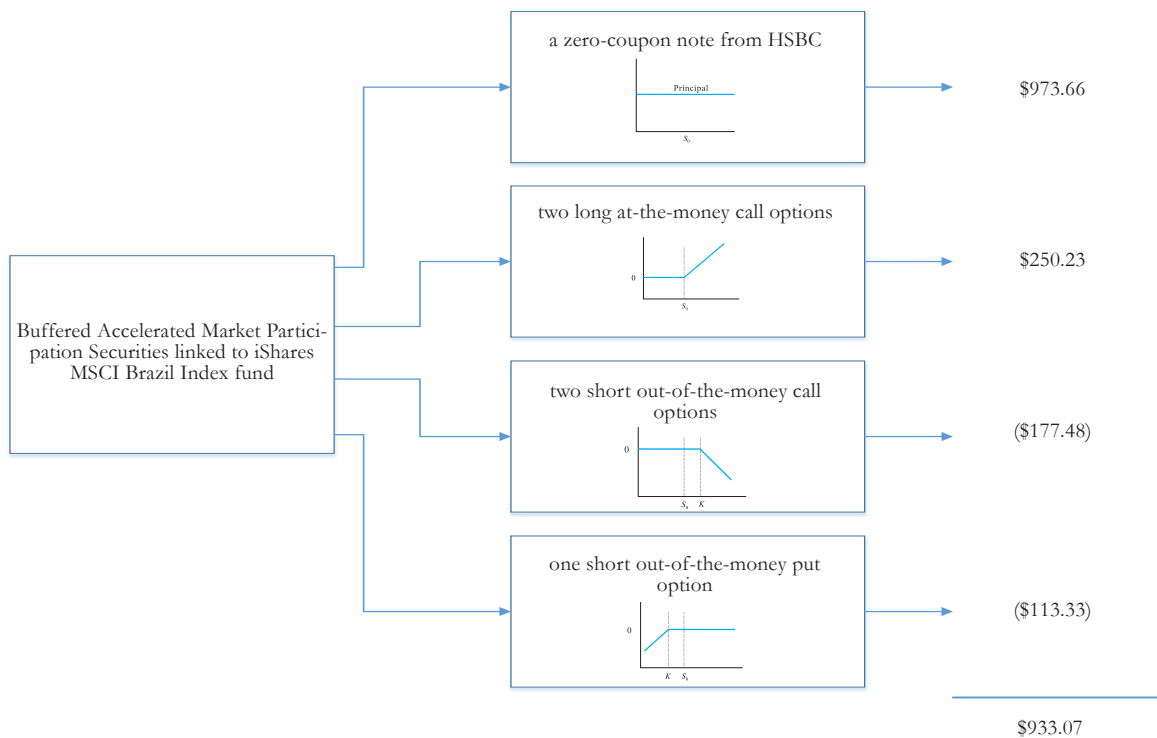 a zero-coupon note from HSBC
Principal
S₀
$973.66
two long at-the-money call options
0
S₀
$250.23
Buffered Accelerated Market Partici-
pation Securities linked to iShares
MSCI Brazil Index fund
two short out-of-the-money call
options
0
S₀ K
($177.48)
one short out-of-the-money put
option
0
K S₀
($113.33)
$933.07